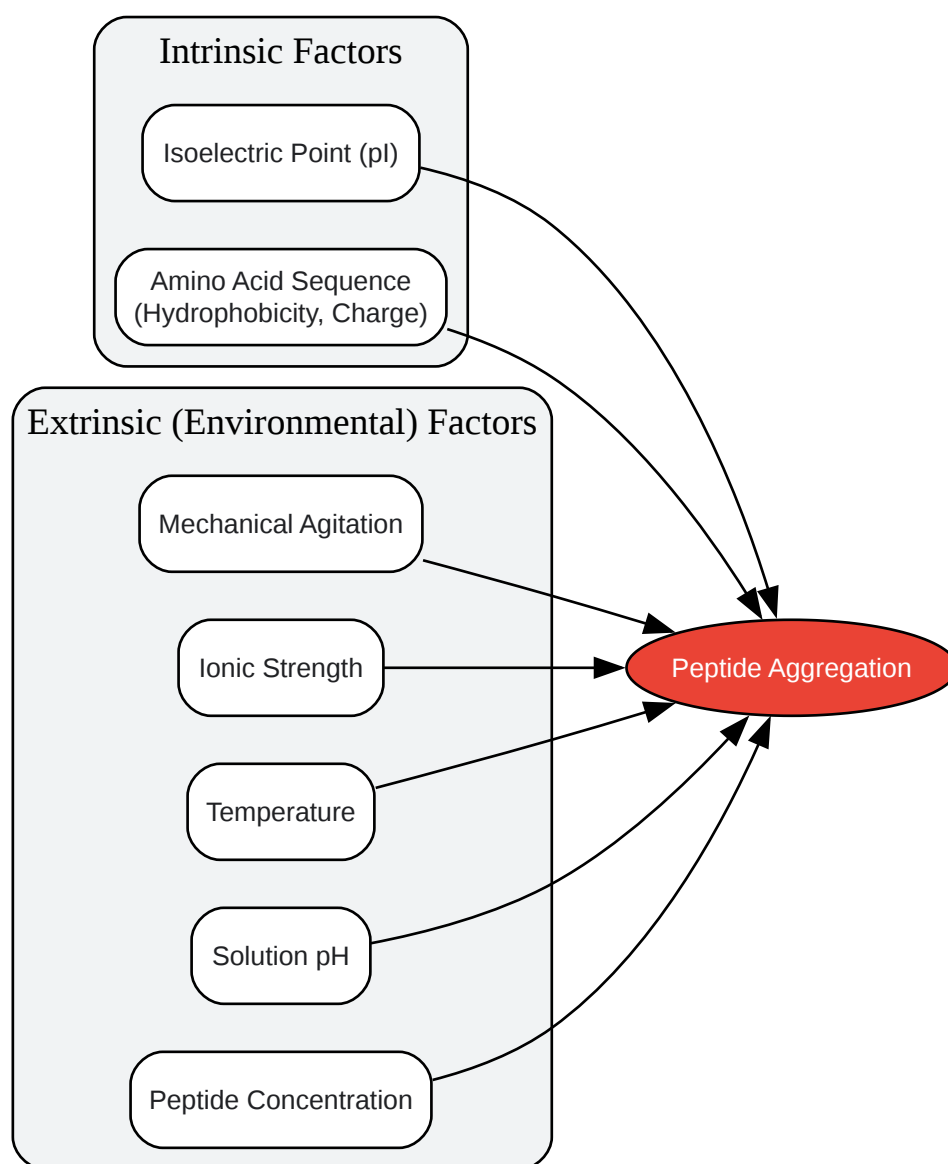 Intrinsic Factors
Isoelectric Point (pI)
Amino Acid Sequence
(Hydrophobicity, Charge)
Extrinsic (Environmental) Factors
Mechanical Agitation
Ionic Strength
Temperature
Solution pH
Peptide Concentration
Peptide Aggregation